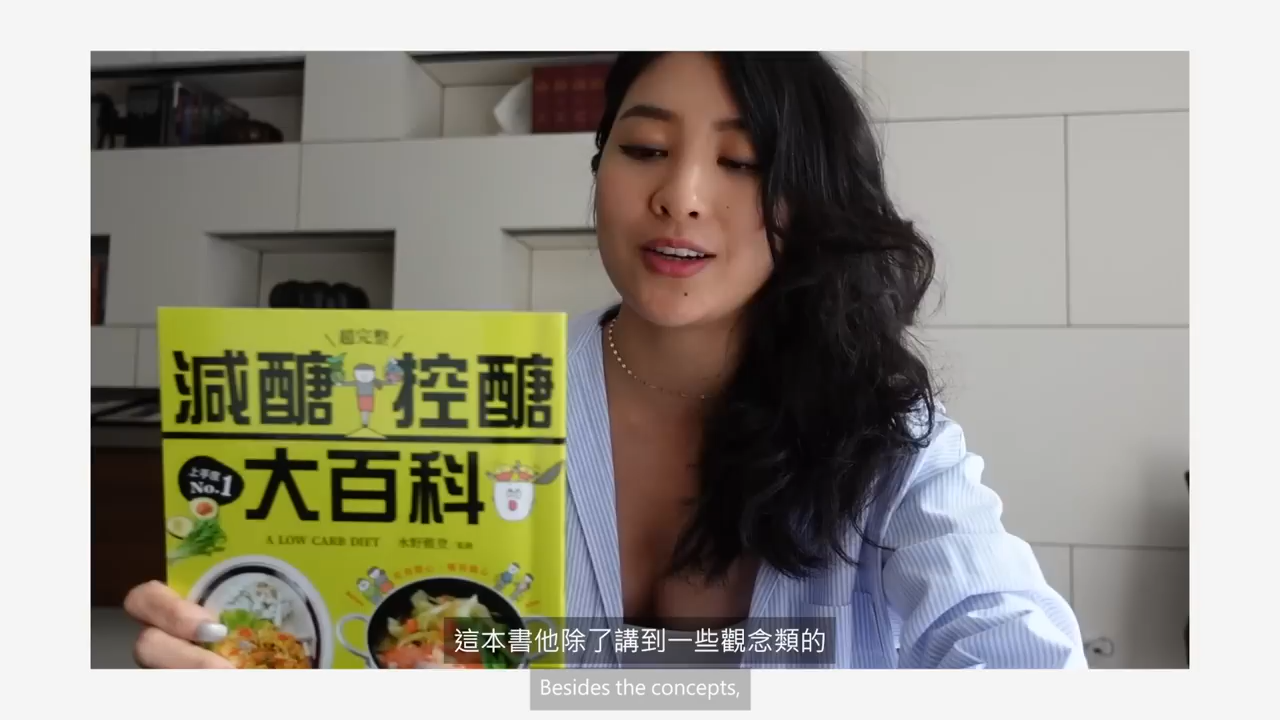 超完整
減醣 控醣
大百科
上市度
No.1
A LOW CARB DIET 水野雅登 / 監修
這本書他除了講到一些觀念類的
Besides the concepts,